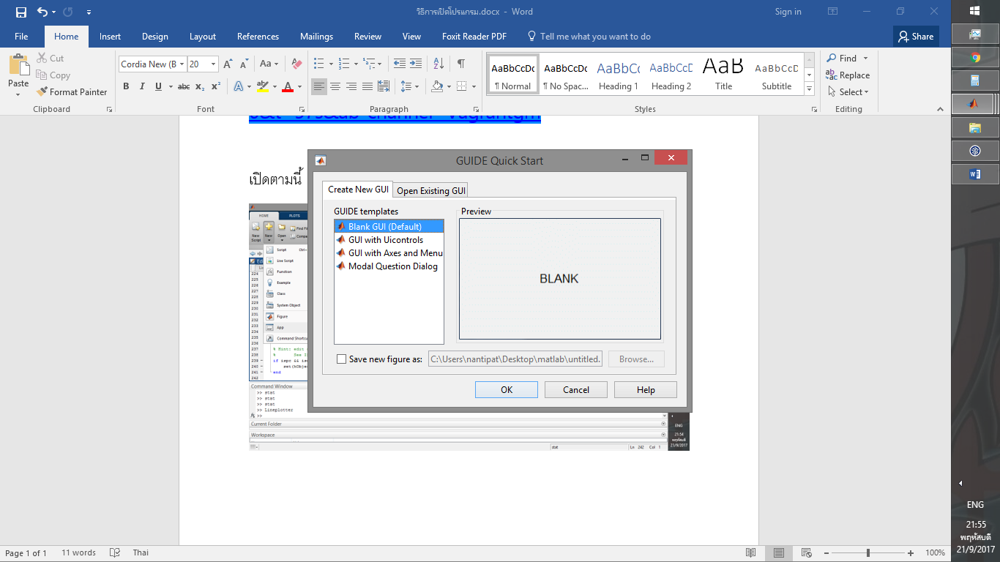 วิธีการเปิดโปรแกรม.docx - Word
Sign in
File Home Insert Design Layout References Mailings Review View Foxit Reader PDF Tell me what you want to do Share
Paste
Cut
Copy
Format Painter
Clipboard
Cordia New (B 20
Font
Paragraph
AaBbCcDc AaBbCcDc AaBbCc AaBbCcD AaB AaBbCcD
¶ Normal ¶ No Spac... Heading 1 Heading 2 Title Subtitle
Styles
Find
Replace
Select
Editing
เปิดตามนี้
HOME PLOTS
New Script
New
Open
Find Fi
Compa
Script Ctrl+
Live Script
Function
Example
Class
System Object
Figure
App
Command Shortcu
224
225
226
227
228
229
230
231
232
233
234
235
236
237
238
239
240
241
242
% Hint: edit
% See I
if ispc && is
set(hObje
end
Command Window
>> stat
>> stat
>> stat
>> Lineplotter
fx >>
Current Folder
Workspace
stat Ln 242 Col 1
ENG
21:54
พฤหัสบดี
21/9/2017
GUIDE Quick Start
Create New GUI Open Existing GUI
GUIDE templates
Blank GUI (Default)
GUI with Uicontrols
GUI with Axes and Menu
Modal Question Dialog
Preview
BLANK
Save new figure as: C:\Users\nantipat\Desktop\matlab\untitled. Browse...
OK Cancel Help
Page 1 of 1 11 words Thai 100%
ENG
21:55
พฤหัสบดี
21/9/2017